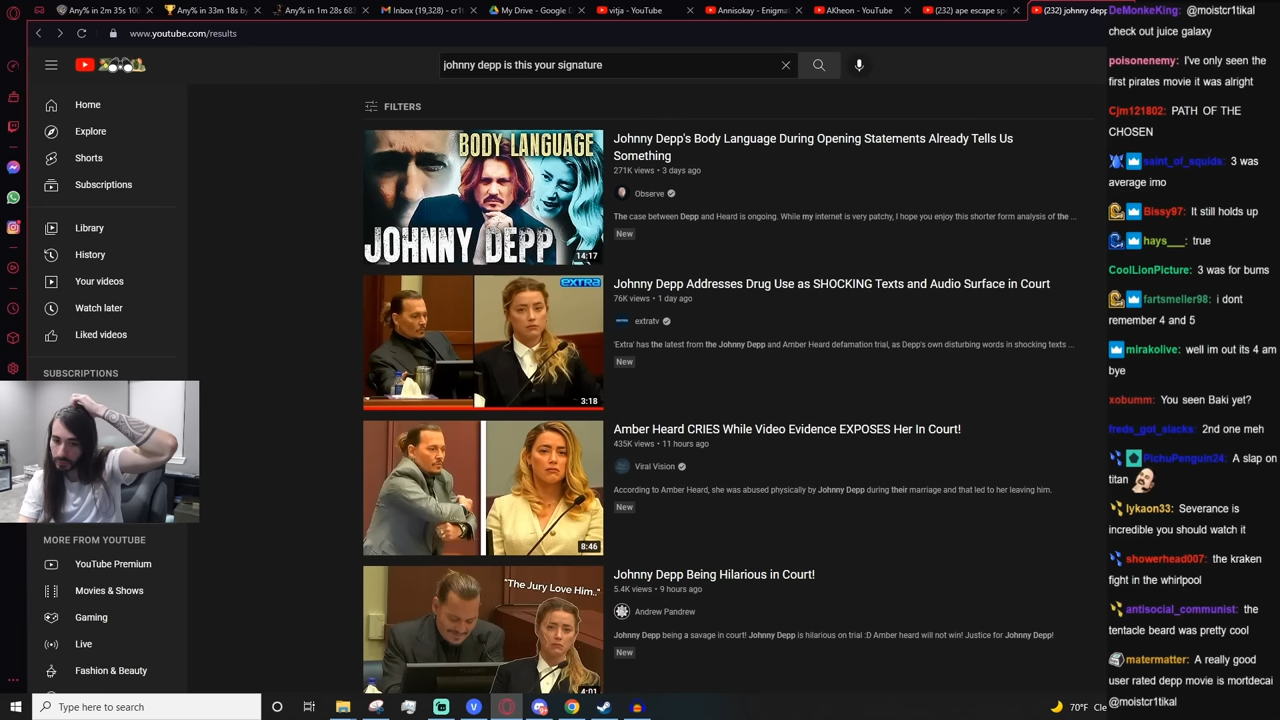 Any% in 2m 35s 100
Any% in 33m 18s by
Any% in 1m 28s 683
Inbox (19,328) - cr1t
My Drive - Google D
vitja - YouTube
Annisokay - Enigma
AKheon - YouTube
(232) ape escape sp
(232) johnny depp
www.youtube.com/results
johnny depp is this your signature
Home
Explore
Shorts
Subscriptions
Library
History
Your videos
Watch later
Liked videos
SUBSCRIPTIONS
MORE FROM YOUTUBE
YouTube Premium
Movies & Shows
Gaming
Live
Fashion & Beauty
FILTERS
BODY LANGUAGE
JOHNNY DEPP
14:17
Johnny Depp's Body Language During Opening Statements Already Tells Us
Something
271K views • 3 days ago
Observe
The case between Depp and Heard is ongoing. While my internet is very patchy, I hope you enjoy this shorter form analysis of the ...
New
extra
3:18
Johnny Depp Addresses Drug Use as SHOCKING Texts and Audio Surface in Court
76K views • 1 day ago
extratv
'Extra' has the latest from the Johnny Depp and Amber Heard defamation trial, as Depp's own disturbing words in shocking texts ...
New
8:46
Amber Heard CRIES While Video Evidence EXPOSES Her In Court!
435K views • 11 hours ago
Viral Vision
According to Amber Heard, she was abused physically by Johnny Depp during their marriage and that led to her leaving him.
New
"The Jury Love Him.."
4:01
Johnny Depp Being Hilarious in Court!
5.4K views • 9 hours ago
Andrew Pandrew
Johnny Depp being a savage in court! Johnny Depp is hilarious on trial :D Amber heard will not win! Justice for Johnny Depp!
New
DeMonkeKing: @moistcr1tikal
check out juice galaxy
poisonenemy: I've only seen the
first pirates movie it was alright
Cjm121802: PATH OF THE
CHOSEN
saint_of_squids: 3 was
average imo
Bissy97: It still holds
up
hays___: true
CoolLionPicture: 3 was for bums
fartsmeller98: i dont
remember 4 and 5
mirakolive: well im out its 4 am
bye
xobumm: You seen Baki yet?
freds_got_slacks: 2nd one meh
PichuPenguin24: A slap on
titan
lykaon33: Severance is
incredible you should watch it
showerhead007: the kraken
fight in the whirlpool
antisocial_communist: the
tentacle beard was pretty cool
matermatter: A really good
user rated depp movie is mortdecai
@moistcr1tikal
Type here to search
70°F Cle